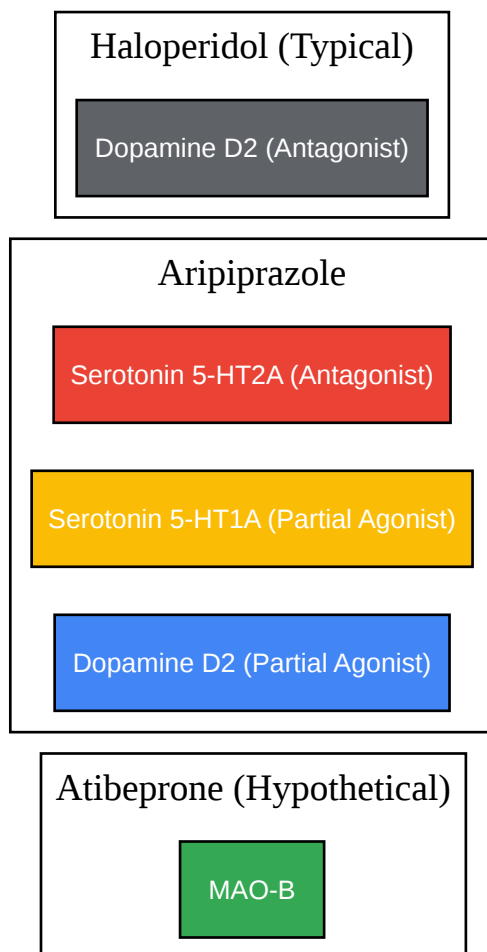 Haloperidol (Typical)
Dopamine D2 (Antagonist)
Aripiprazole
Serotonin 5-HT2A (Antagonist)
Serotonin 5-HT1A (Partial Agonist)
Dopamine D2 (Partial Agonist)
Atibeprone (Hypothetical)
MAO-B